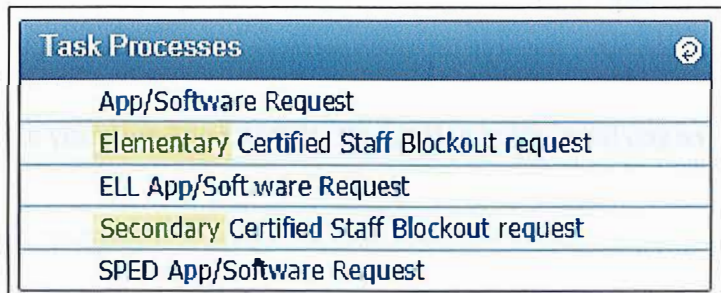 Task Processes
App/Software Request
Elementary Certified Staff Blockout request
ELL App/Software Request
Secondary Certified Staff Blockout request
SPED App/Software Request